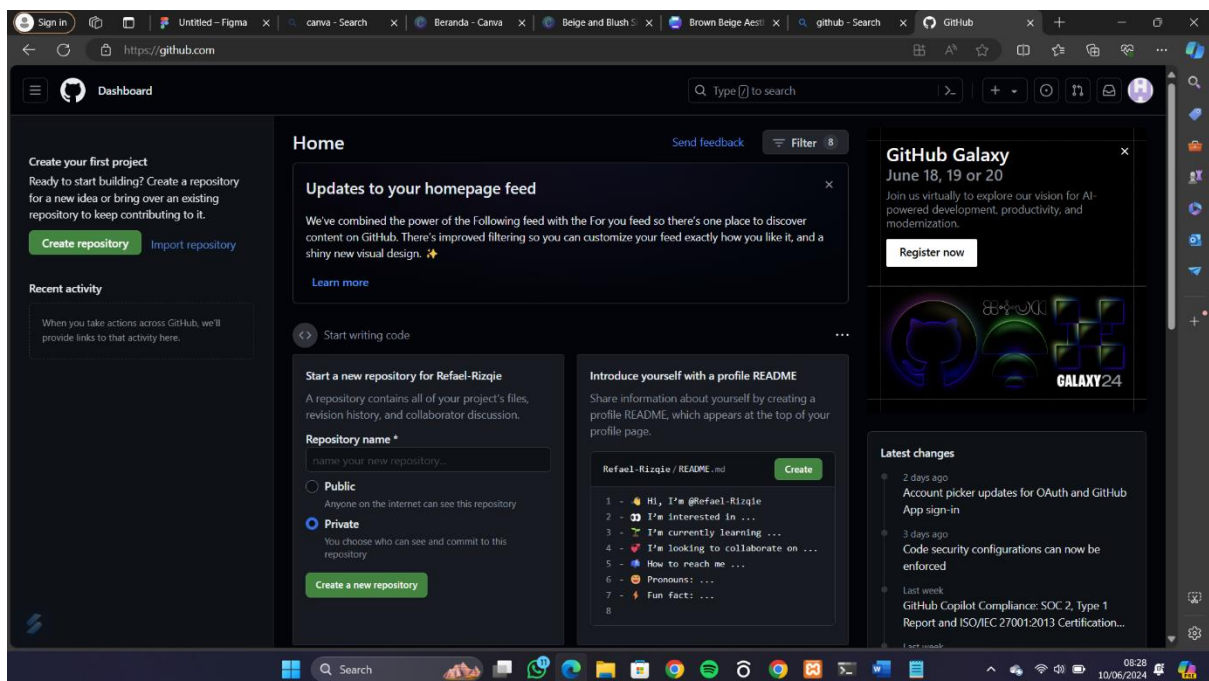 Sign in
Untitled – Figma
canva - Search
Beranda - Canva
Beige and Blush S
Brown Beige Aest
github - Search
GitHub
https://github.com
Dashboard
Type / to search
Create your first project
Ready to start building? Create a repository
for a new idea or bring over an existing
repository to keep contributing to it.
Create repository
Import repository
Recent activity
When you take actions across GitHub, we'll
provide links to that activity here.
Home
Send feedback
Filter 8
Updates to your homepage feed
We've combined the power of the Following feed with the For you feed so there's one place to discover
content on GitHub. There's improved filtering so you can customize your feed exactly how you like it, and a
shiny new visual design. ✨
Learn more
Start writing code
Start a new repository for Refael-Rizqie
A repository contains all of your project's files,
revision history, and collaborator discussion.
Repository name *
name your new repository...
Public
Anyone on the internet can see this repository
Private
You choose who can see and commit to this
repository
Create a new repository
Introduce yourself with a profile README
Share information about yourself by creating a
profile README, which appears at the top of your
profile page.
Refael-Rizqie / README.md
Create
1 - 👋 Hi, I'm @Refael-Rizqie
2 - 👀 I'm interested in ...
3 - 🌱 I'm currently learning ...
4 - 💞️ I'm looking to collaborate on ...
5 - 📫 How to reach me ...
6 - 😄 Pronouns: ...
7 - ⚡ Fun fact: ...
8
GitHub Galaxy
June 18, 19 or 20
Join us virtually to explore our vision for AI-
powered development, productivity, and
modernization.
Register now
GALAXY24
Latest changes
2 days ago
Account picker updates for OAuth and GitHub
App sign-in
3 days ago
Code security configurations can now be
enforced
Last week
GitHub Copilot Compliance: SOC 2, Type 1
Report and ISO/IEC 27001:2013 Certification...
Last week
Search
08:28
10/06/2024